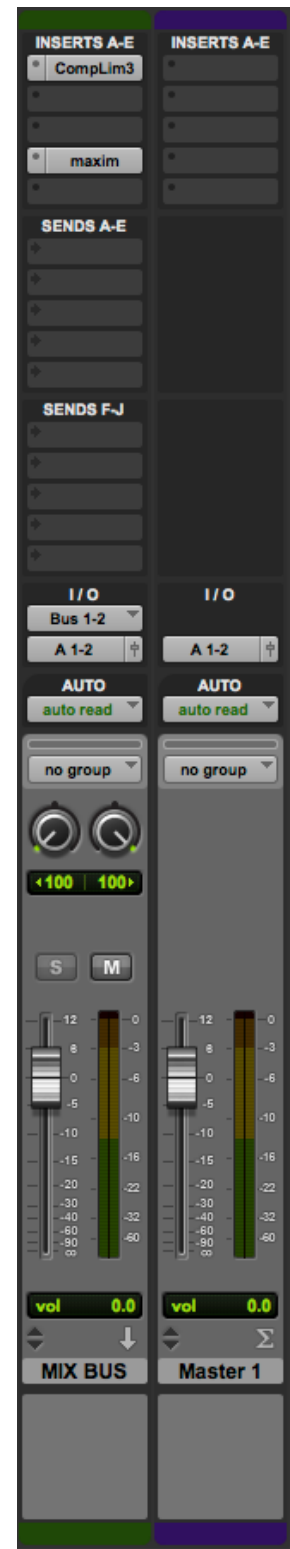 INSERTS A-E
CompLim3
maxim
SENDS A-E
SENDS F-J
I / O
Bus 1-2
A 1-2
AUTO
auto read
no group
100 100
S M
12 0
6 -3
0 -6
-5
-10 -10
-15 -16
-20 -22
-30
-40 -32
-60
-90 -60
∞
vol 0.0
MIX BUS
INSERTS A-E
I / O
A 1-2
AUTO
auto read
no group
12 0
6 -3
0 -6
-5
-10 -10
-15 -16
-20 -22
-30
-40 -32
-60
-90 -60
∞
vol 0.0
Σ
Master 1